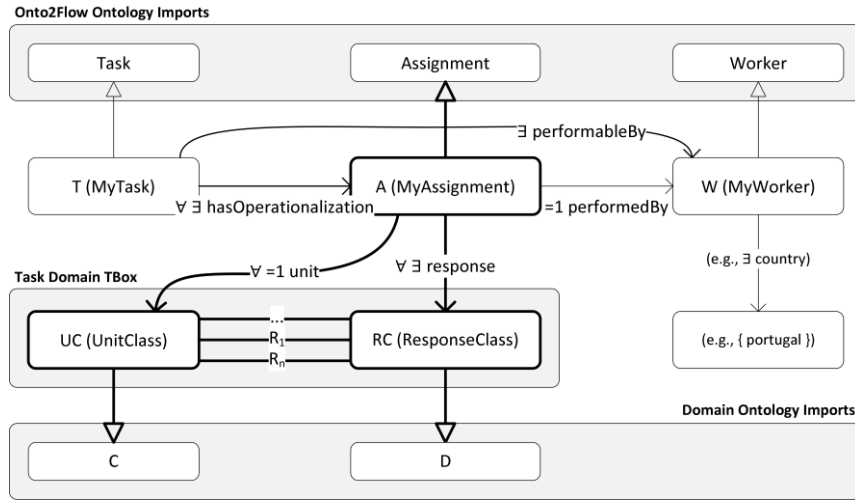 Onto2Flow Ontology Imports
Task
Assignment
Worker
∃ performableBy
T (MyTask)
A (MyAssignment)
W (MyWorker)
∀ ∃ hasOperationalization
=1 performedBy
∀ =1 unit
∀ ∃ response
(e.g., ∃ country)
Task Domain TBox
UC (UnitClass)
...
R₁
Rₙ
RC (ResponseClass)
(e.g., { portugal })
Domain Ontology Imports
C
D